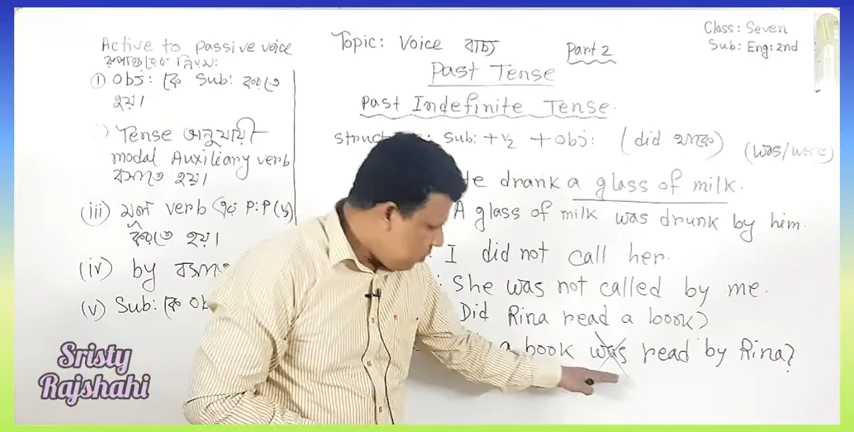 Active to passive voice
রূপান্তরের নিয়ম:
(i) Obj: কে Sub: করতে
হয়।
Tense অনুযায়ী
modal Auxiliary verb
বসাতে হয়।
(iii) মূল verb এর P.P (V3)
করতে হয়।
(iv) by বসাতে
(v) Sub: কে Ob
Topic: Voice বাচ্য
Part 2
Class: Seven
Sub: Eng: 2nd
Past Tense
Past Indefinite Tense.
Sub: + V2 + Obj: (did থাকে)
(was/were)
drank a glass of milk.
A glass of milk was drunk by him.
I did not call her.
She was not called by me.
Did Rina read a book?
a book was read by Rina?
Sristy
Rajshahi